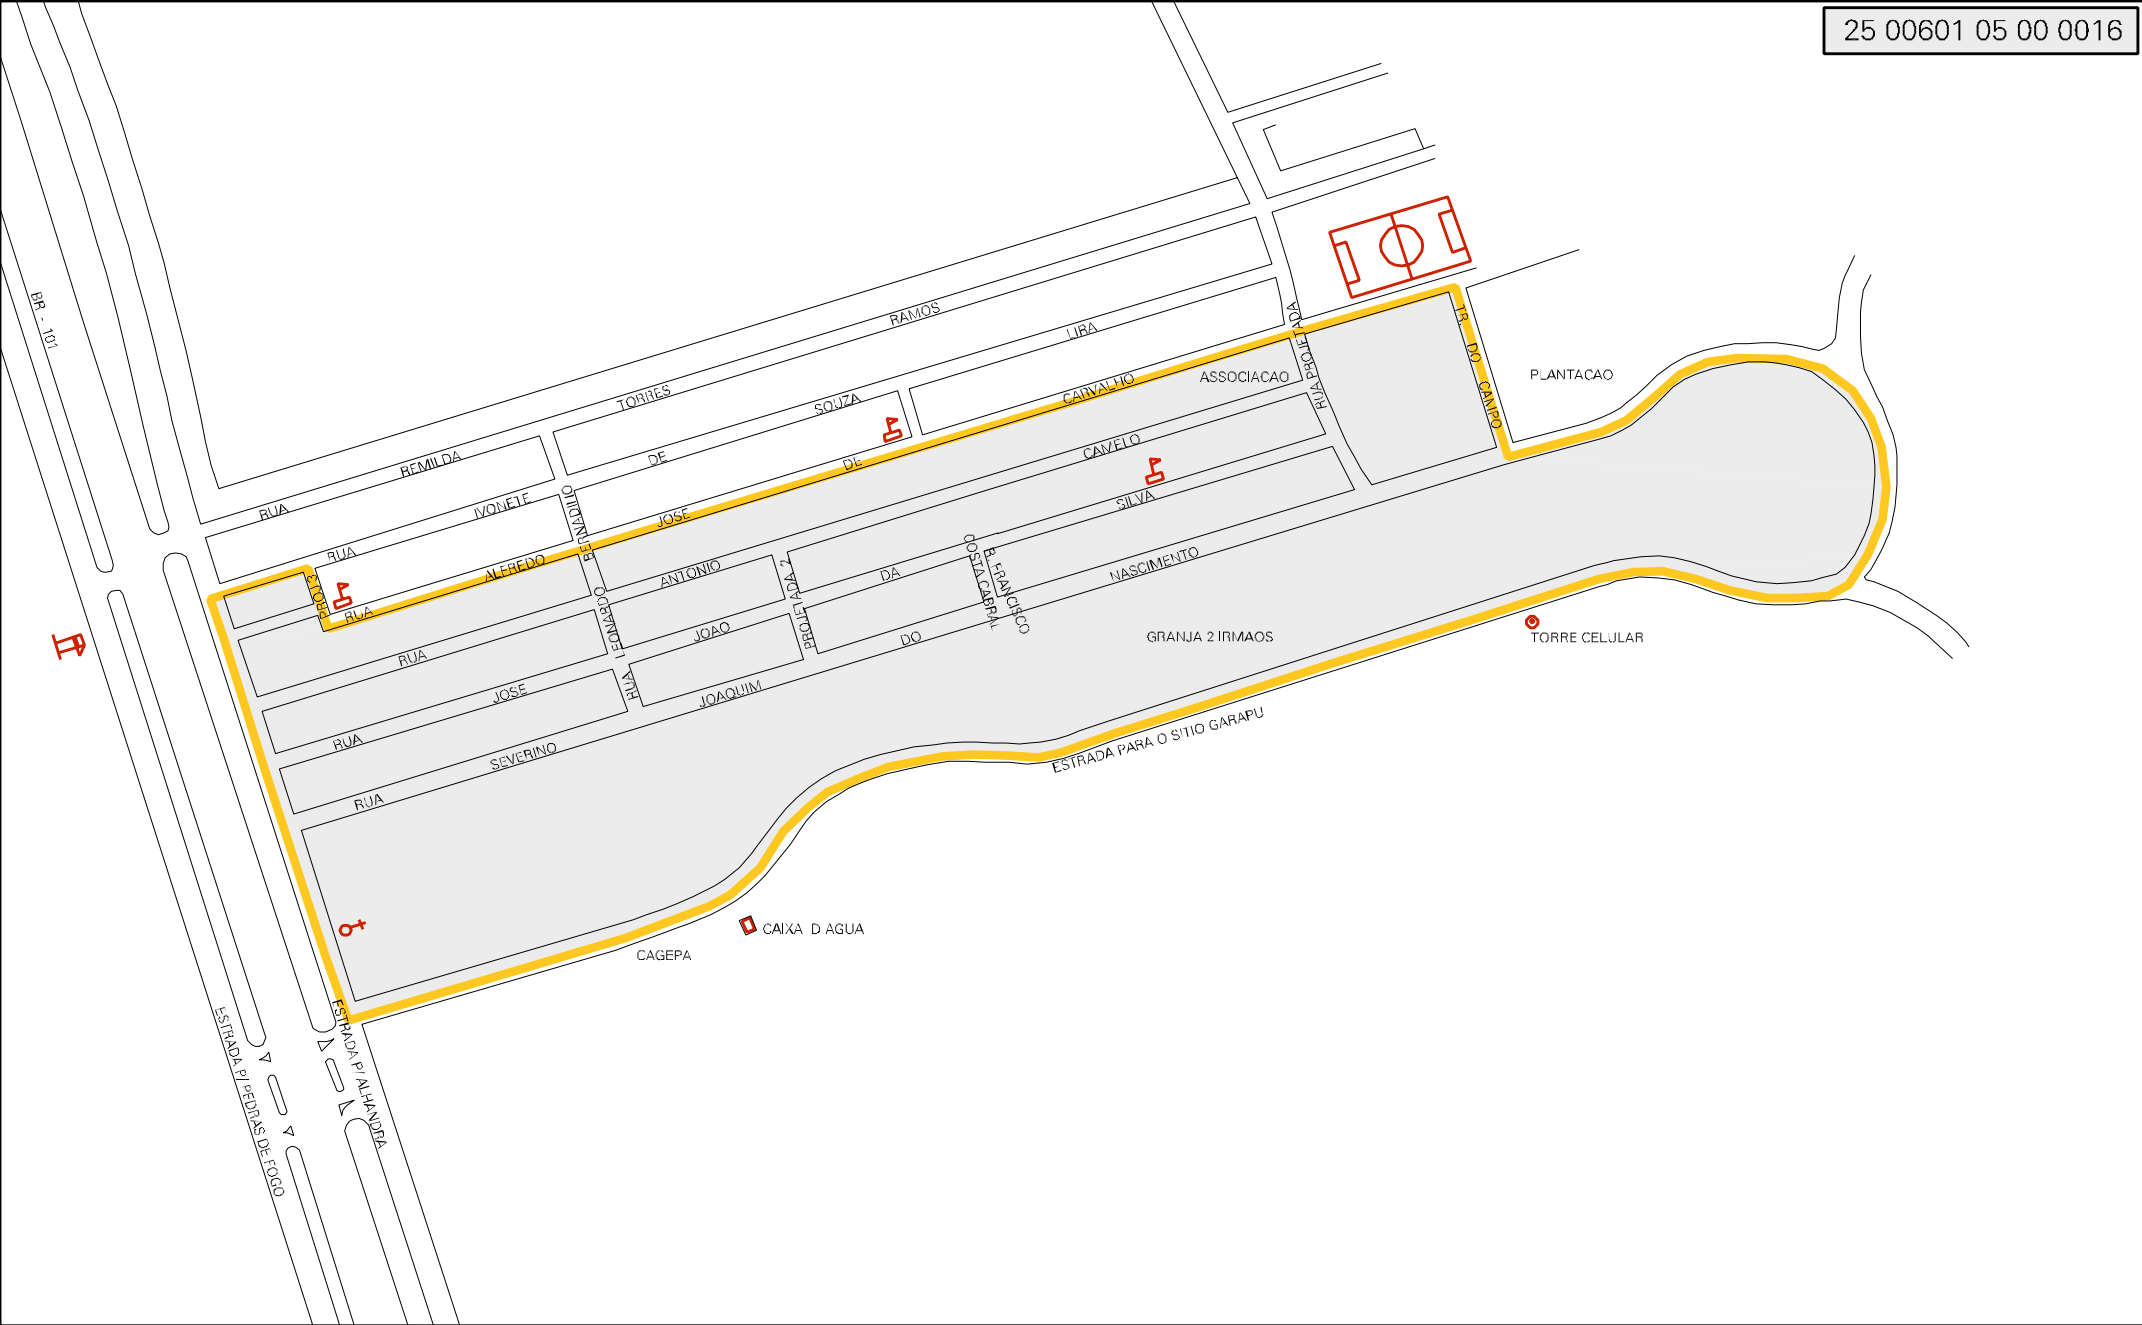 25 00601 05 00 0016
BR - 101
RUA REMILDA TORRES RAMOS
RUA IVONETE DE SOUZA LIRA
RUA ALFREDO JOSE DE CARVALHO
PROJ 3
RUA LEONARDO BERNADINO
RUA PROJETADA
TR. DO CAMPO
PLANTACAO
ASSOCIACAO
RUA ANTONIO CAMELO
RUA JOSE JOAO DA SILVA
PROJETADA 2
R. FRANCISCO
COSTA CABRAL
RUA SEVERINO JOAQUIM DO NASCIMENTO
GRANJA 2 IRMAOS
TORRE CELULAR
ESTRADA PARA O SITIO GARAPU
CAIXA D AGUA
CAGEPA
ESTRADA P/ ALHANDRA
ESTRADA P/ PEDRAS DE FOGO